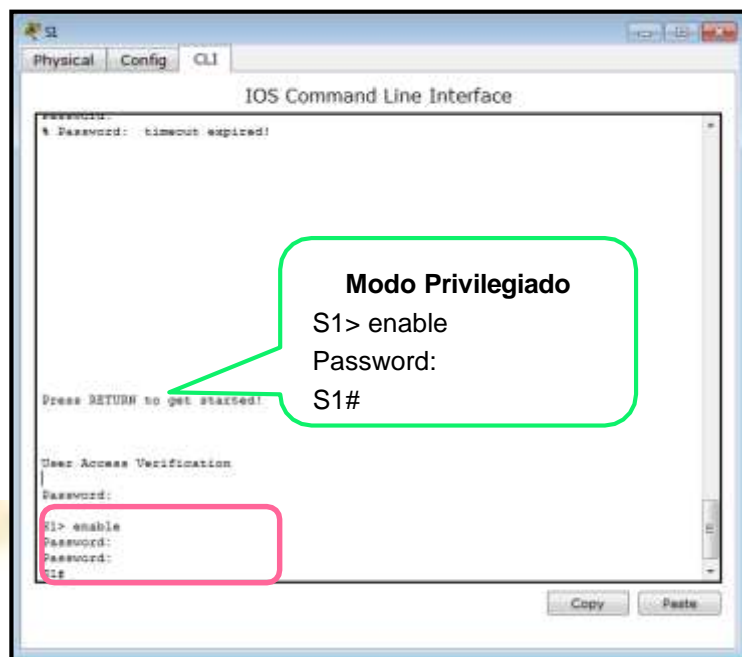 S1
Physical Config CLI
IOS Command Line Interface
Password:
% Password: timeout expired!
Modo Privilegiado
S1> enable
Password:
S1#
Press RETURN to get started!
User Access Verification
Password:
S1> enable
Password:
Password:
S1#
Copy Paste